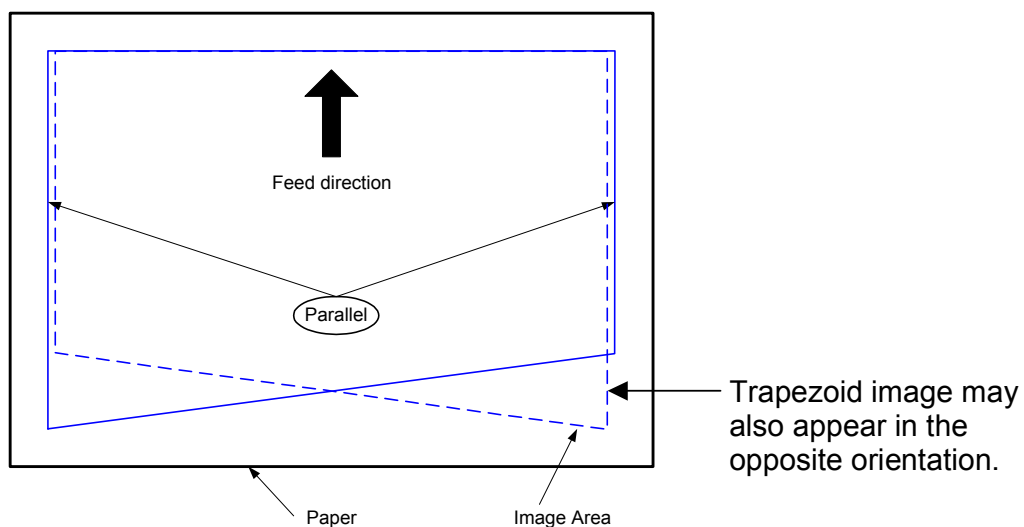 Feed direction
Parallel
Trapezoid image may
also appear in the
opposite orientation.
Paper
Image Area